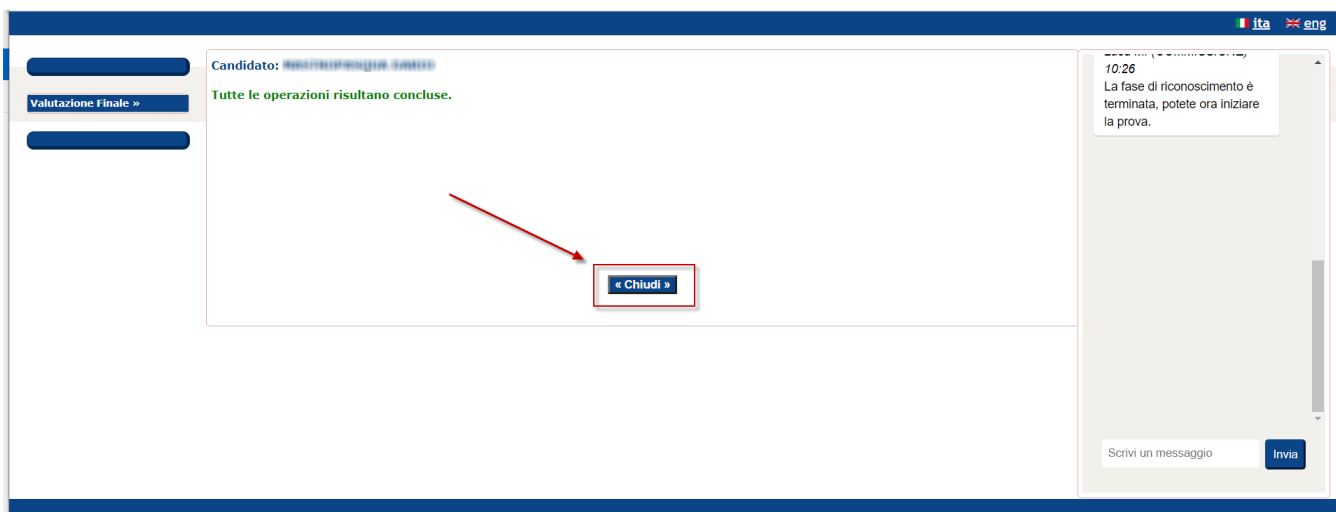 ita eng
Valutazione Finale »
Candidato:
Tutte le operazioni risultano concluse.
« Chiudi »
10:26
La fase di riconoscimento è
terminata, potete ora iniziare
la prova.
Scrivi un messaggio
Invia